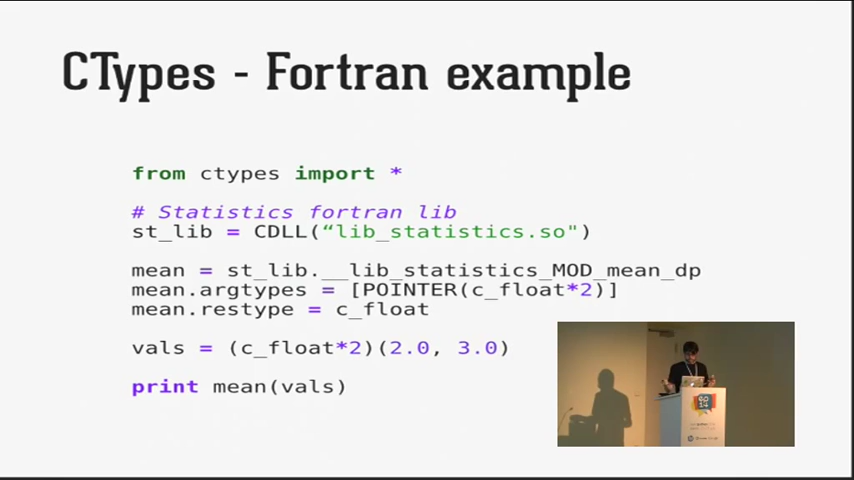 CTypes - Fortran example
from ctypes import *
# Statistics fortran lib
st_lib = CDLL(“lib_statistics.so")
mean = st_lib.__lib_statistics_MOD_mean_dp
mean.argtypes = [POINTER(c_float*2)]
mean.restype = c_float
vals = (c_float*2)(2.0, 3.0)
print mean(vals)